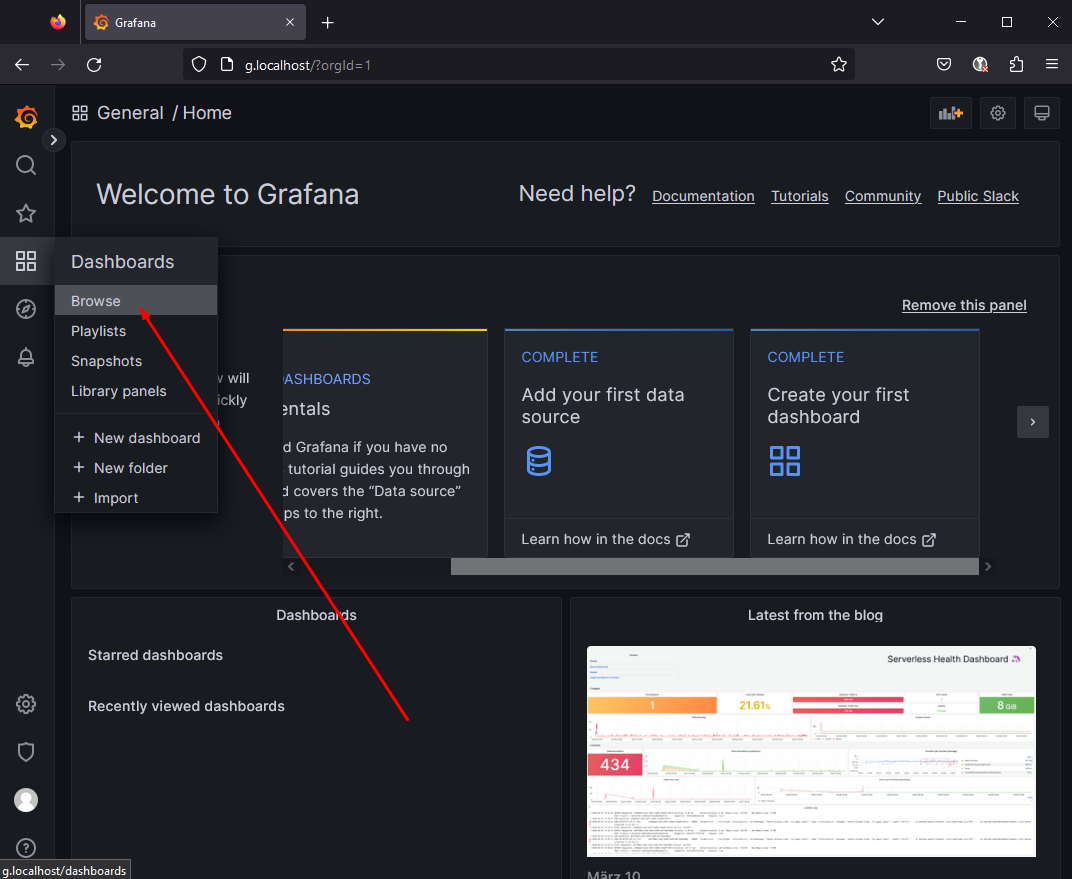 Grafana
g.localhost/?orgId=1
General / Home
Welcome to Grafana
Need help?
Documentation
Tutorials
Community
Public Slack
Dashboards
Browse
Playlists
Snapshots
Library panels
+ New dashboard
+ New folder
+ Import
Remove this panel
will
ckly
DASHBOARDS
entals
d Grafana if you have no
tutorial guides you through
d covers the “Data source”
ps to the right.
COMPLETE
Add your first data
source
Learn how in the docs
COMPLETE
Create your first
dashboard
Learn how in the docs
Dashboards
Starred dashboards
Recently viewed dashboards
Latest from the blog
Serverless Health Dashboard
1
21.61%
8 GiB
434
März 10
g.localhost/dashboards